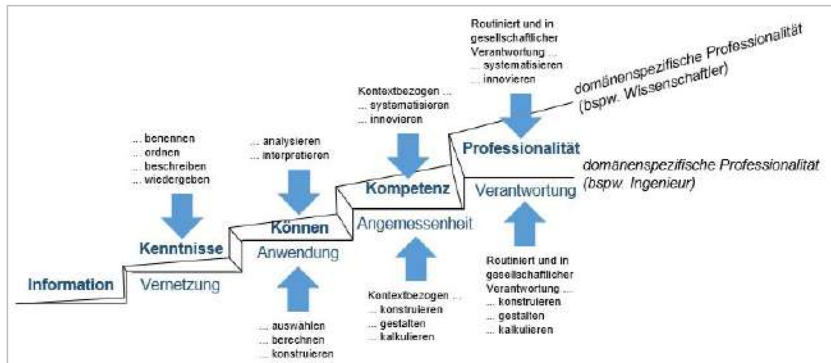 Routiniert und in
gesellschaftlicher
Verantwortung ...
... systematisieren
... innovieren
domänenspezifische Professionalität
(bspw. Wissenschaftler)
Kontextbezogen ...
... systematisieren
... innovieren
... benennen
... ordnen
... beschreiben
... wiedergeben
... analysieren
... interpretieren
Professionalität
domänenspezifische Professionalität
(bspw. Ingenieur)
Kompetenz
Verantwortung
Können
Angemessenheit
Kenntnisse
Anwendung
Information
Vernetzung
... auswählen
... berechnen
... konstruieren
Kontextbezogen ...
... konstruieren
... gestalten
... kalkulieren
Routiniert und in
gesellschaftlicher
Verantwortung ...
... konstruieren
... gestalten
... kalkulieren